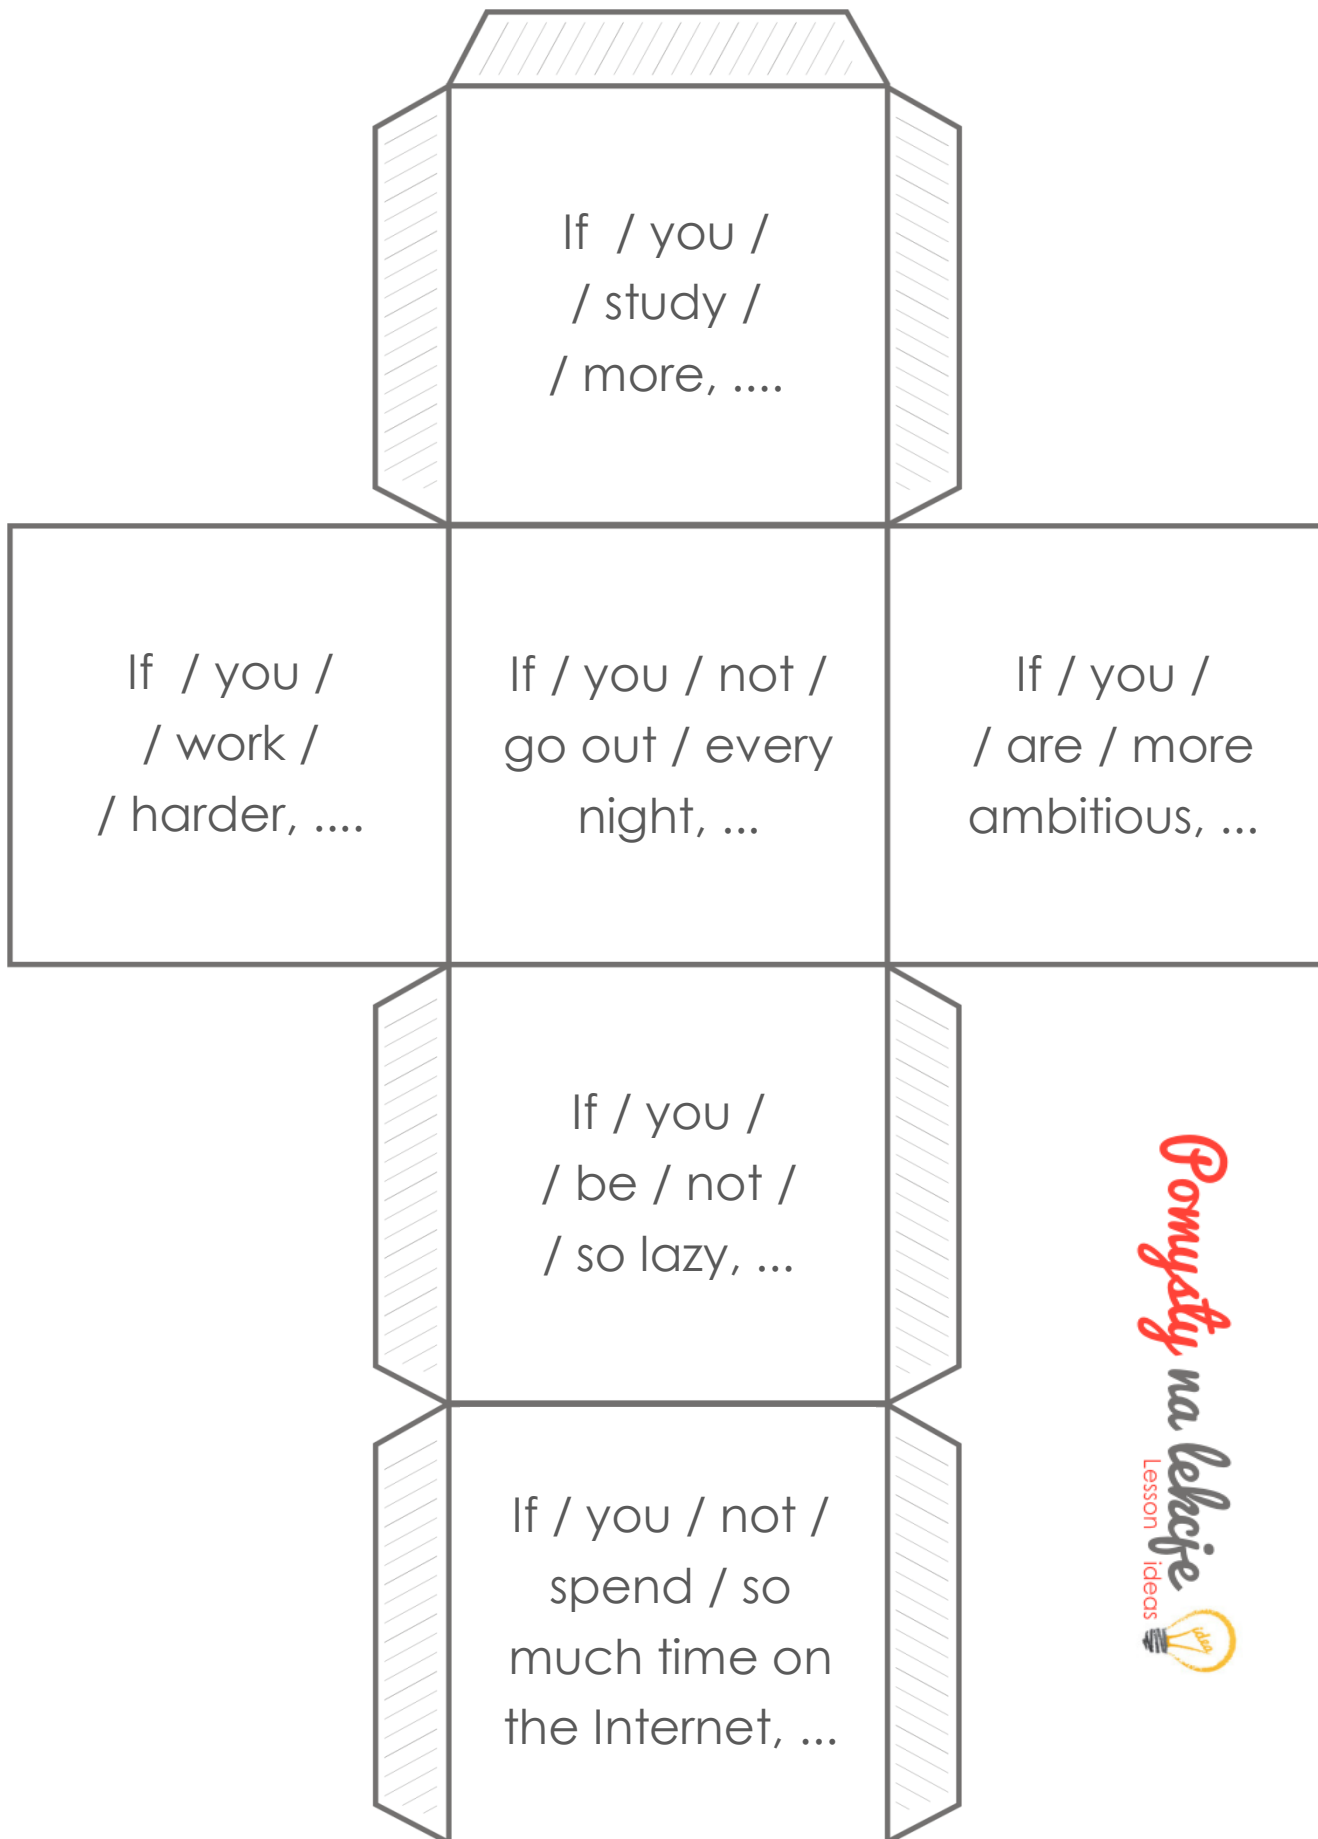 If / you /
/ study /
/ more, ....
If / you /
/ work /
/ harder, ....
If / you / not /
go out / every
night, ...
If / you /
/ are / more
ambitious, ...
If / you /
/ be / not /
/ so lazy, ...
If / you / not /
spend / so
much time on
the Internet, ...
Pomysły na lekcje
Lesson ideas
idea